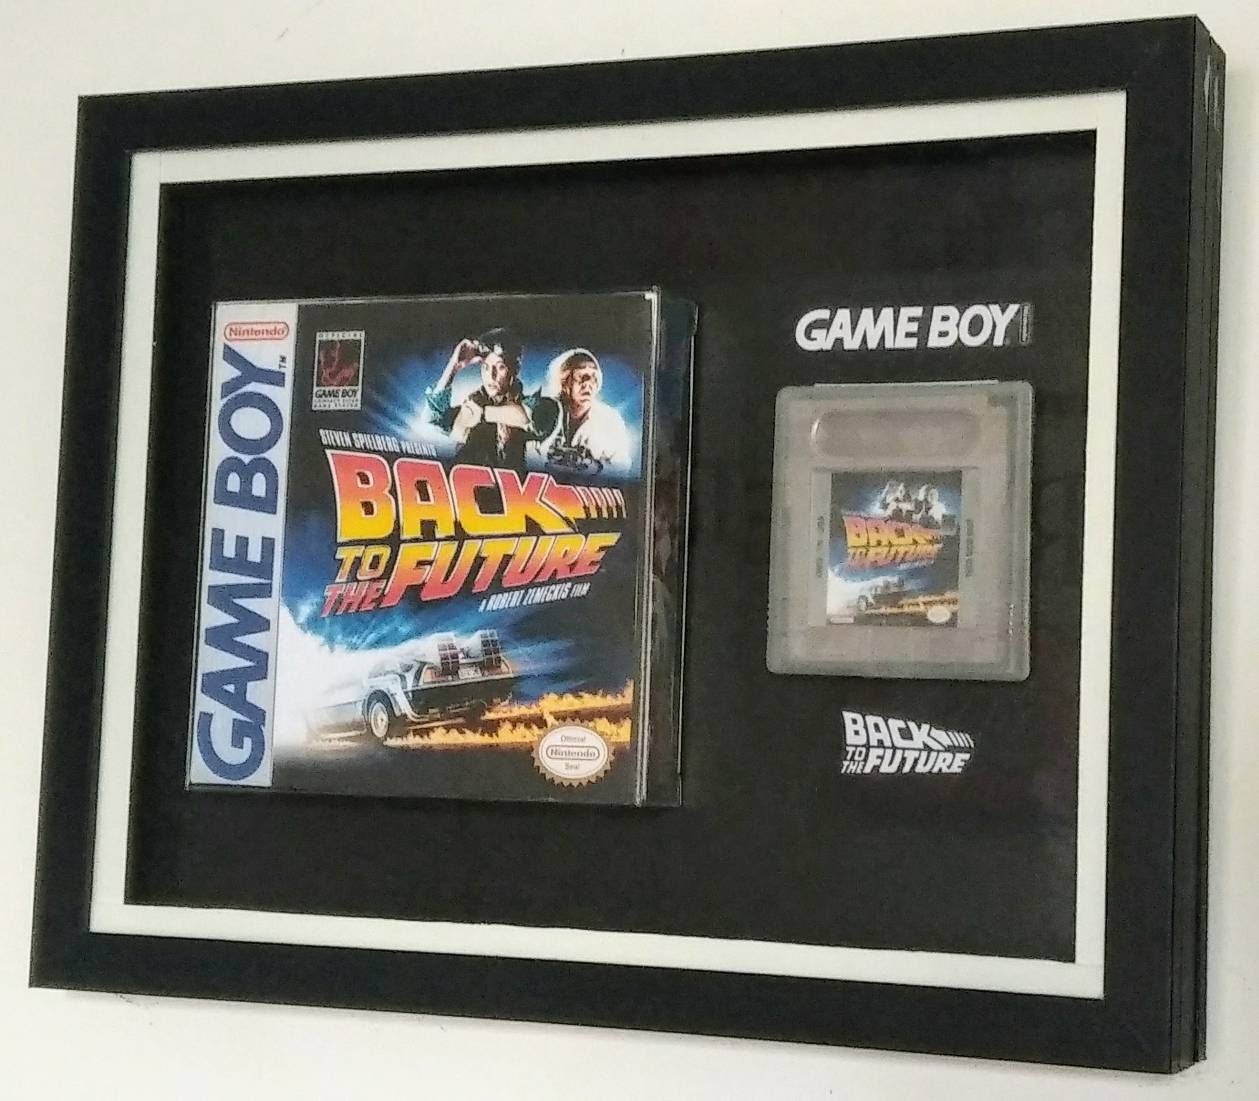 Nintendo
GAME BOY™
OFFICIAL
GAME BOY
STEVEN SPIELBERG PRESENTS
BACK
TO
THE FUTURE
A ROBERT ZEMECKIS FILM
Official
Nintendo
Seal
GAME BOY
BACK
TO THE FUTURE
BACK
TO
THE FUTURE